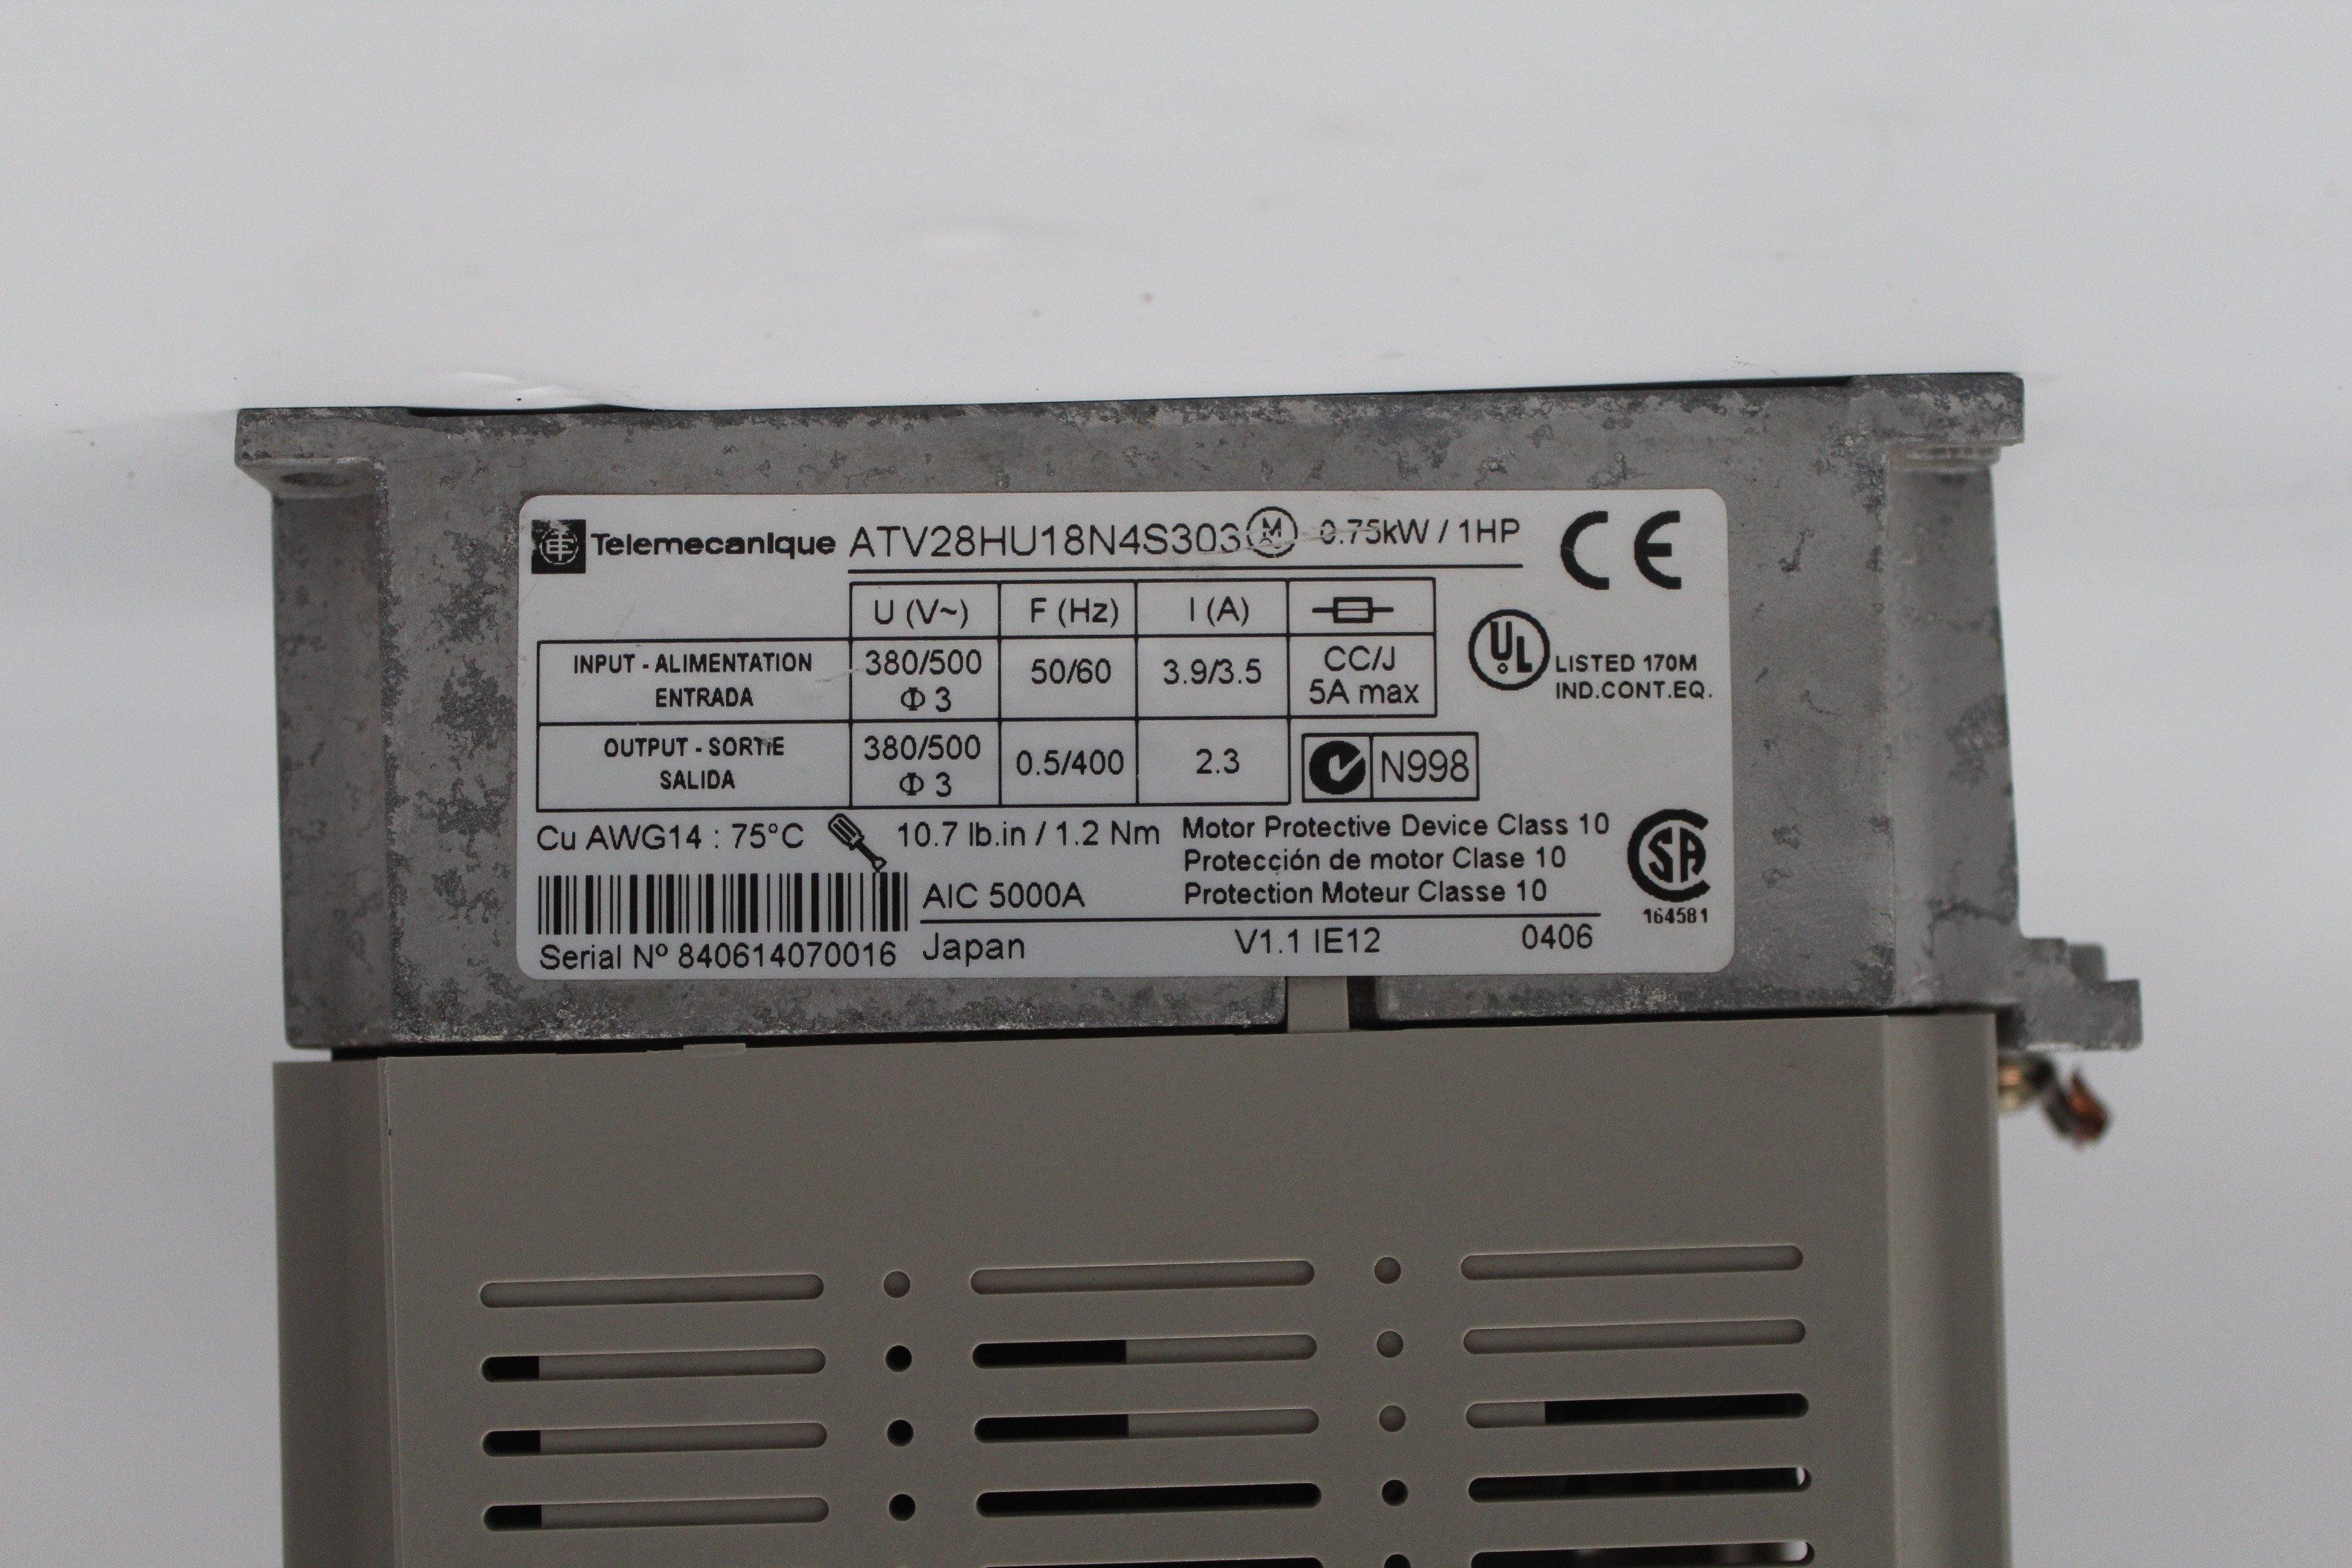 Telemecanique ATV28HU18N4S303 M 0.75kW / 1HP
CE
U (V~) F (Hz) I (A)
INPUT - ALIMENTATION
ENTRADA
380/500
Φ 3
50/60
3.9/3.5
CC/J
5A max
UL
LISTED 170M
IND.CONT.EQ.
OUTPUT - SORTIE
SALIDA
380/500
Φ 3
0.5/400
2.3
N998
Cu AWG14 : 75°C
10.7 lb.in / 1.2 Nm
Motor Protective Device Class 10
Protección de motor Clase 10
Protection Moteur Classe 10
SA
164581
AIC 5000A
Serial Nº 840614070016
Japan
V1.1 IE12
0406